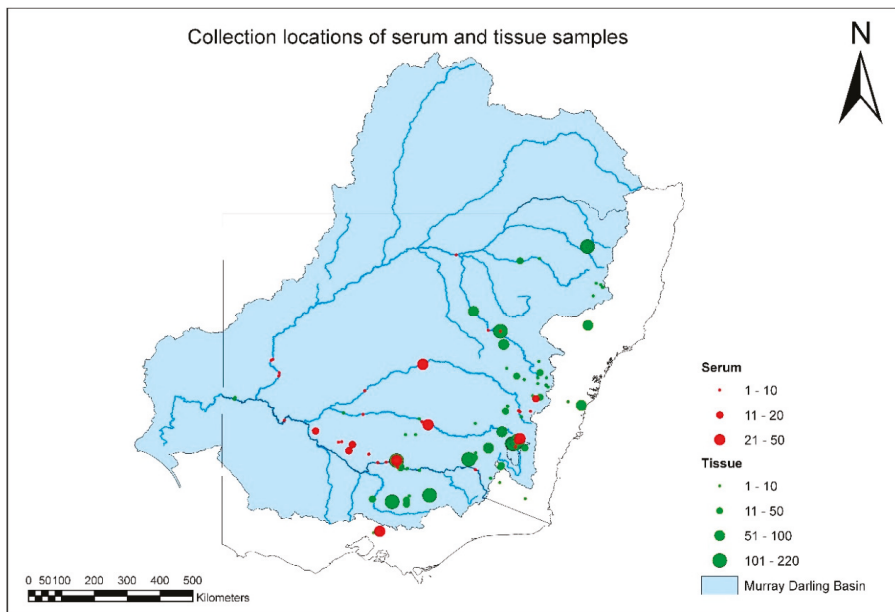 Collection locations of serum and tissue samples
N
Serum
1 - 10
11 - 20
21 - 50
Tissue
1 - 10
11 - 50
51 - 100
101 - 220
Murray Darling Basin
0 50100 200 300 400 500
Kilometers